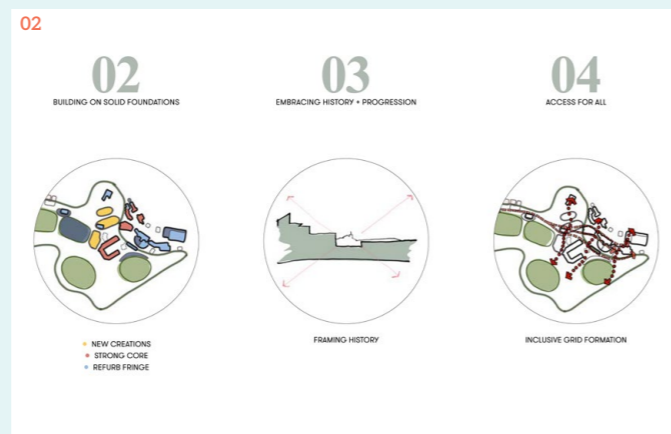 02
02
BUILDING ON SOLID FOUNDATIONS
03
EMBRACING HISTORY + PROGRESSION
04
ACCESS FOR ALL
NEW CREATIONS
STRONG CORE
REFURB FRINGE
FRAMING HISTORY
INCLUSIVE GRID FORMATION